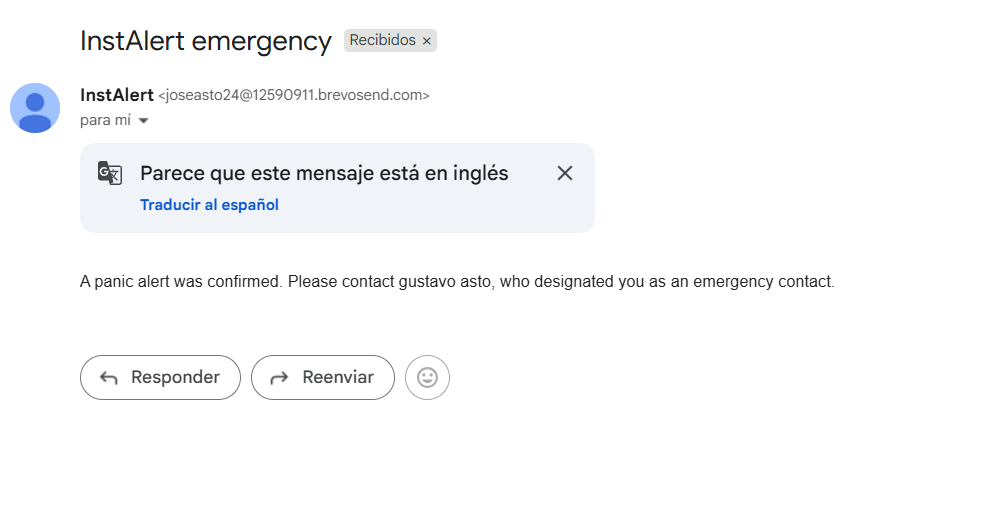 InstAlert emergency Recibidos ×
InstAlert <joseasto24@12590911.brevosend.com>
para mí
Parece que este mensaje está en inglés
Traducir al español
A panic alert was confirmed. Please contact gustavo asto, who designated you as an emergency contact.
Responder Reenviar